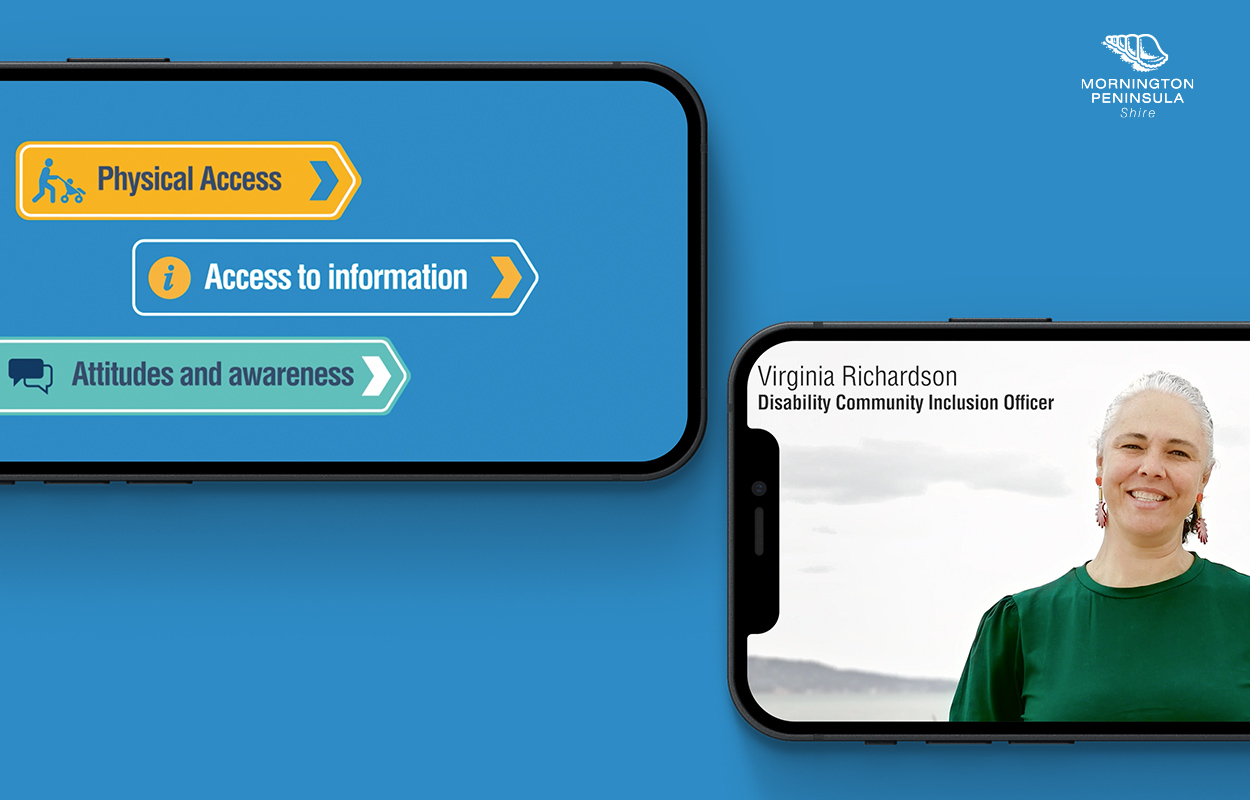 MORNINGTON
PENINSULA
Shire
Physical Access
i Access to information
Attitudes and awareness
Virginia Richardson
Disability Community Inclusion Officer